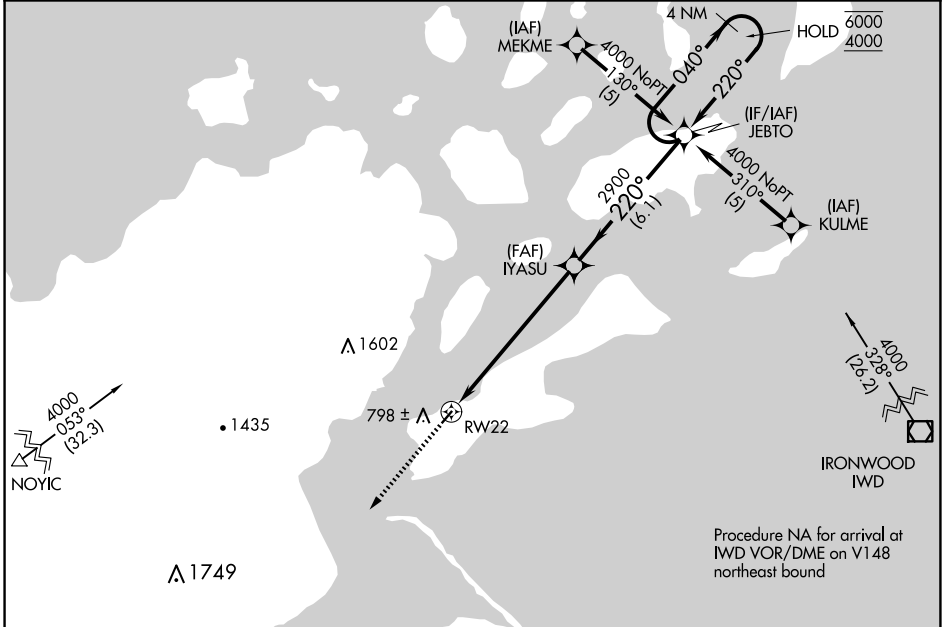 4 NM
HOLD
6000
4000
(IAF)
MEKME
4000 NoPT
130°
(5)
040°
220°
(IF/IAF)
JEBTO
4000 NoPT
310°
(5)
(IAF)
KULME
2900
220°
(6.1)
(FAF)
IYASU
1602
798 ±
RW22
1435
4000
053°
(32.3)
NOYIC
4000
328°
(26.2)
IRONWOOD
IWD
1749
Procedure NA for arrival at
IWD VOR/DME on V148
northeast bound